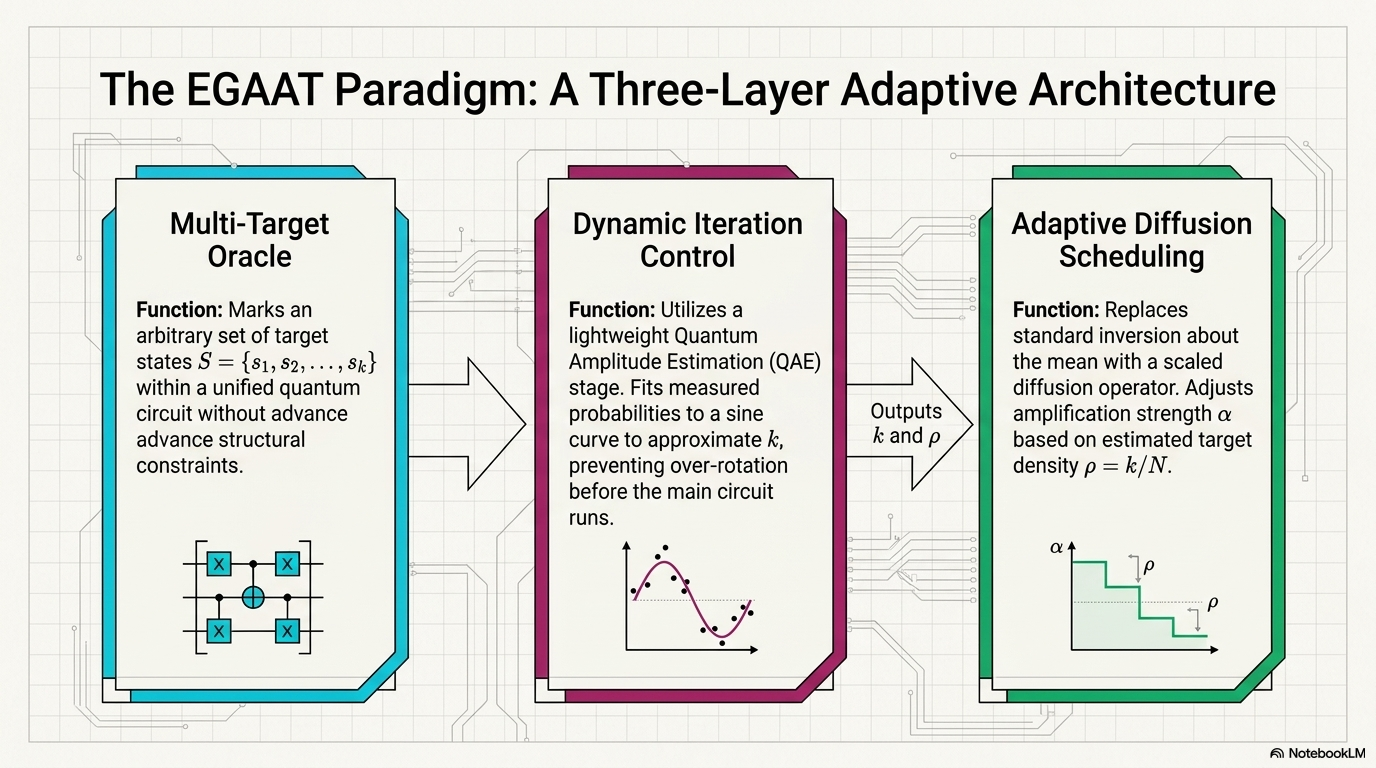 The EGAAT Paradigm: A Three-Layer Adaptive Architecture
Multi-Target
Oracle
Function: Marks an
arbitrary set of target
states S = {s₁, s₂, . . . , sₖ}
within a unified quantum
circuit without advance
advance structural
constraints.
X X
X X
Dynamic Iteration
Control
Function: Utilizes a
lightweight Quantum
Amplitude Estimation (QAE)
stage. Fits measured
probabilities to a sine
curve to approximate k,
preventing over-rotation
before the main circuit
runs.
Outputs
k and ρ
Adaptive Diffusion
Scheduling
Function: Replaces
standard inversion about
the mean with a scaled
diffusion operator. Adjusts
amplification strength α
based on estimated target
density ρ = k/N.
α
ρ
ρ
NotebookLM